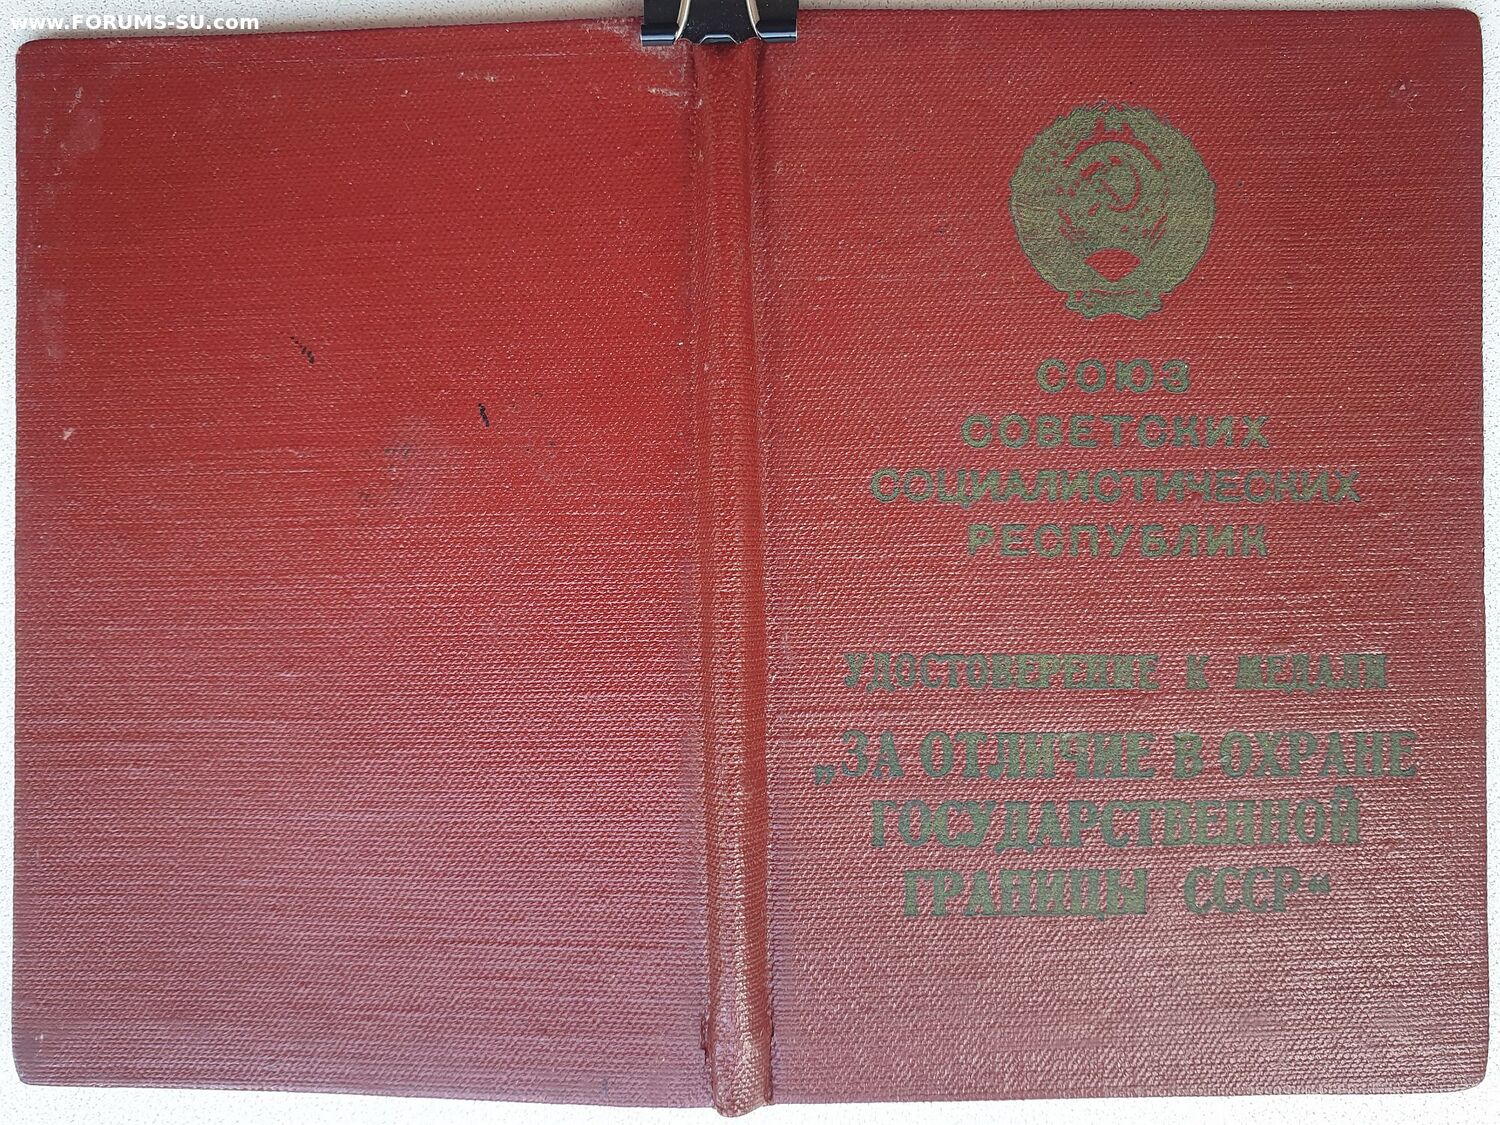 www.FORUMS-SU.com
СОЮЗ
СОВЕТСКИХ
СОЦИАЛИСТИЧЕСКИХ
РЕСПУБЛИК
УДОСТОВЕРЕНИЕ К МЕДАЛИ
„ЗА ОТЛИЧИЕ В ОХРАНЕ
ГОСУДАРСТВЕННОЙ
ГРАНИЦЫ СССР“